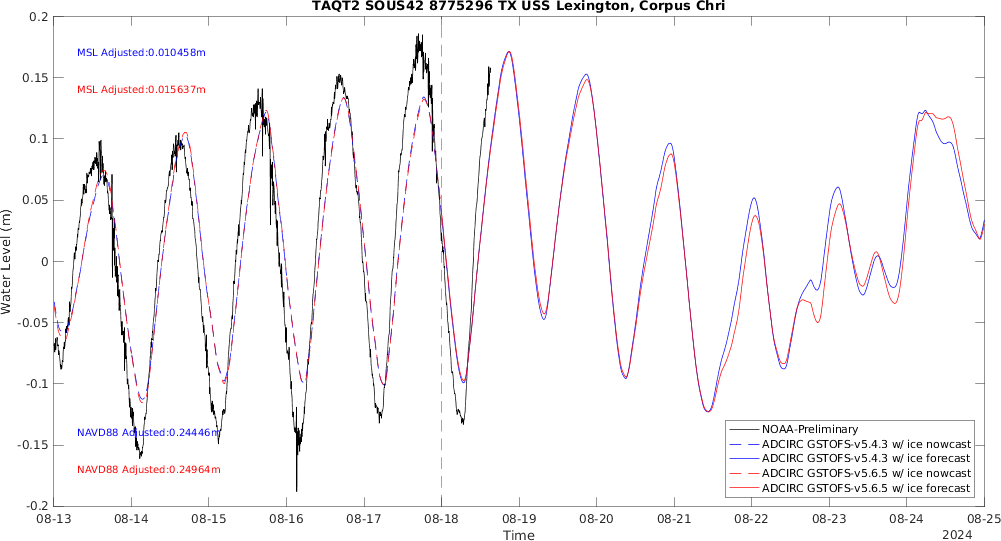 TAQT2 SOUS42 8775296 TX USS Lexington, Corpus Chri
0.2
0.15
0.1
0.05
0
-0.05
-0.1
-0.15
-0.2
Water Level (m)
MSL Adjusted:0.010458m
MSL Adjusted:0.015637m
NAVD88 Adjusted:0.24446m
NAVD88 Adjusted:0.24964m
NOAA-Preliminary
ADCIRC GSTOFS-v5.4.3 w/ ice nowcast
ADCIRC GSTOFS-v5.4.3 w/ ice forecast
ADCIRC GSTOFS-v5.6.5 w/ ice nowcast
ADCIRC GSTOFS-v5.6.5 w/ ice forecast
08-13 08-14 08-15 08-16 08-17 08-18 08-19 08-20 08-21 08-22 08-23 08-24 08-25
Time
2024